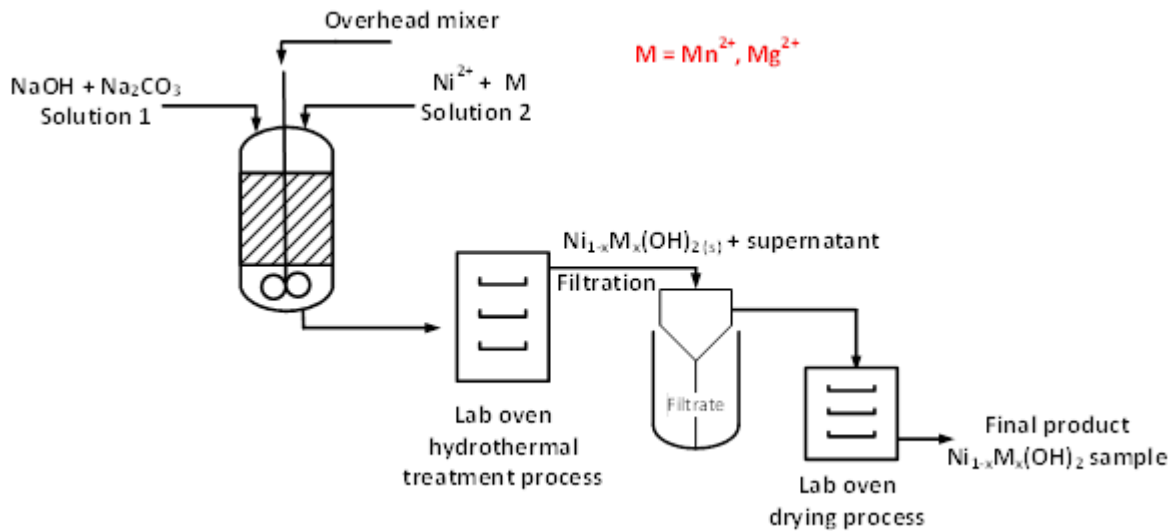 Overhead mixer
M = Mn²⁺, Mg²⁺
NaOH + Na₂CO₃
Solution 1
Ni²⁺ + M
Solution 2
Ni₁₋ₓMₓ(OH)₂ ₍ₛ₎ + supernatant
Filtration
Filtrate
Lab oven
hydrothermal
treatment process
Lab oven
drying process
Final product
Ni₁₋ₓMₓ(OH)₂ sample